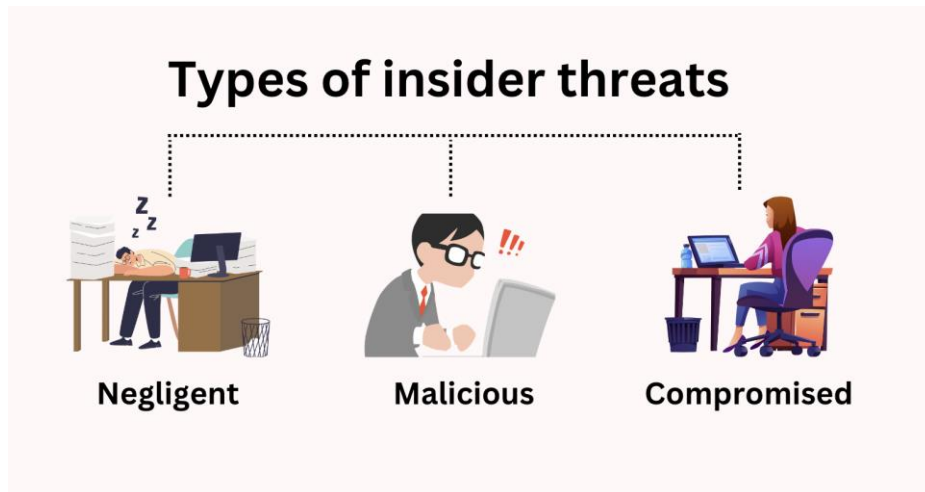 Types of insider threats
z
z
z
!!!
Negligent
Malicious
Compromised